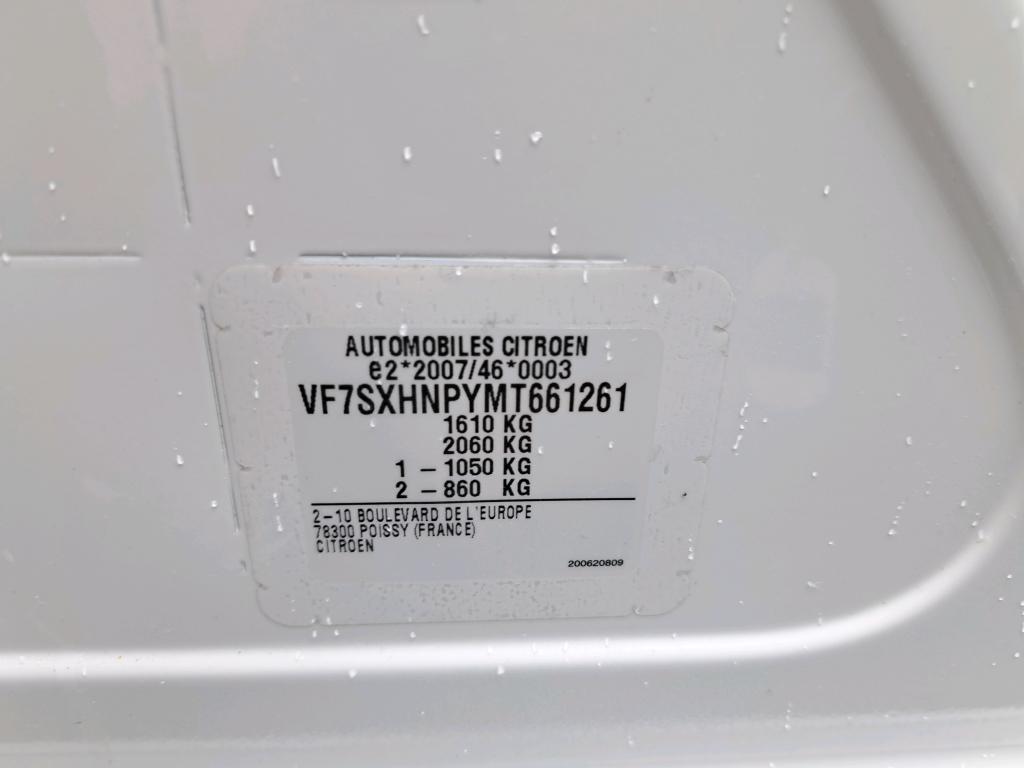 AUTOMOBILES CITROEN
e2*2007/46*0003
VF7SXHNPYMT661261
1610 KG
2060 KG
1 - 1050 KG
2 - 860 KG
2-10 BOULEVARD DE L'EUROPE
78300 POISSY (FRANCE)
CITROEN
200620809